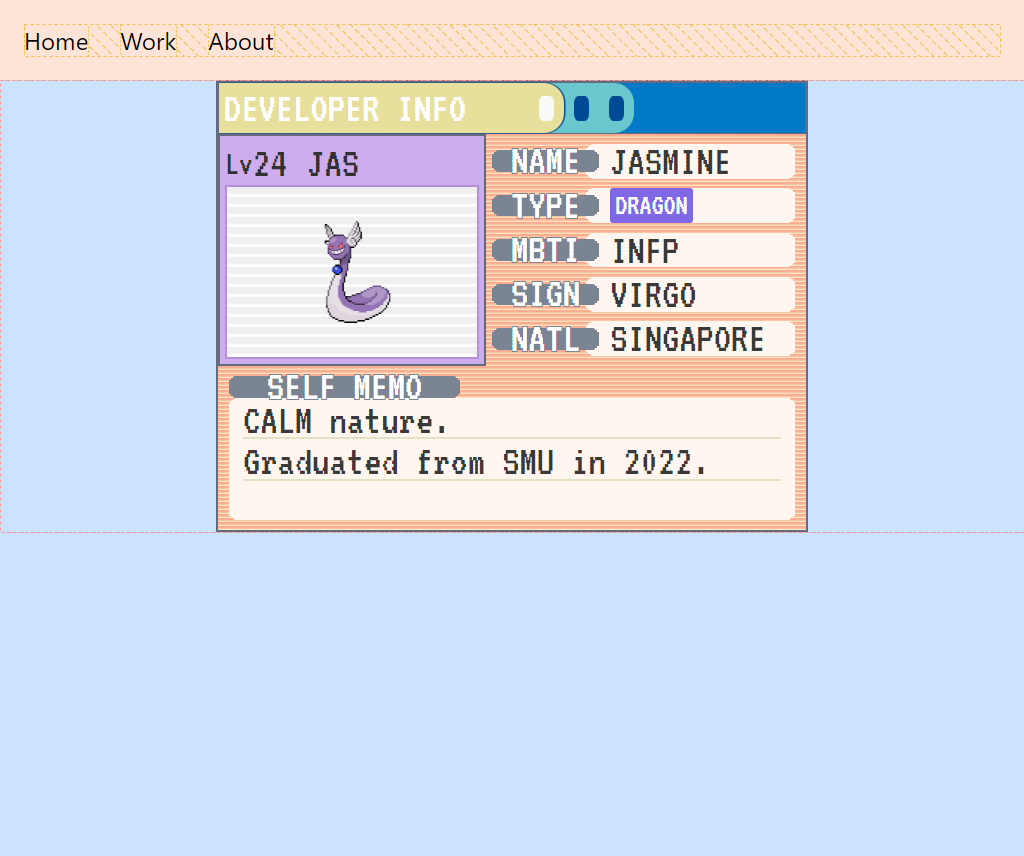 Home Work About
DEVELOPER INFO
Lv24 JAS
NAME JASMINE
TYPE DRAGON
MBTI INFP
SIGN VIRGO
NATL SINGAPORE
SELF MEMO
CALM nature.
Graduated from SMU in 2022.